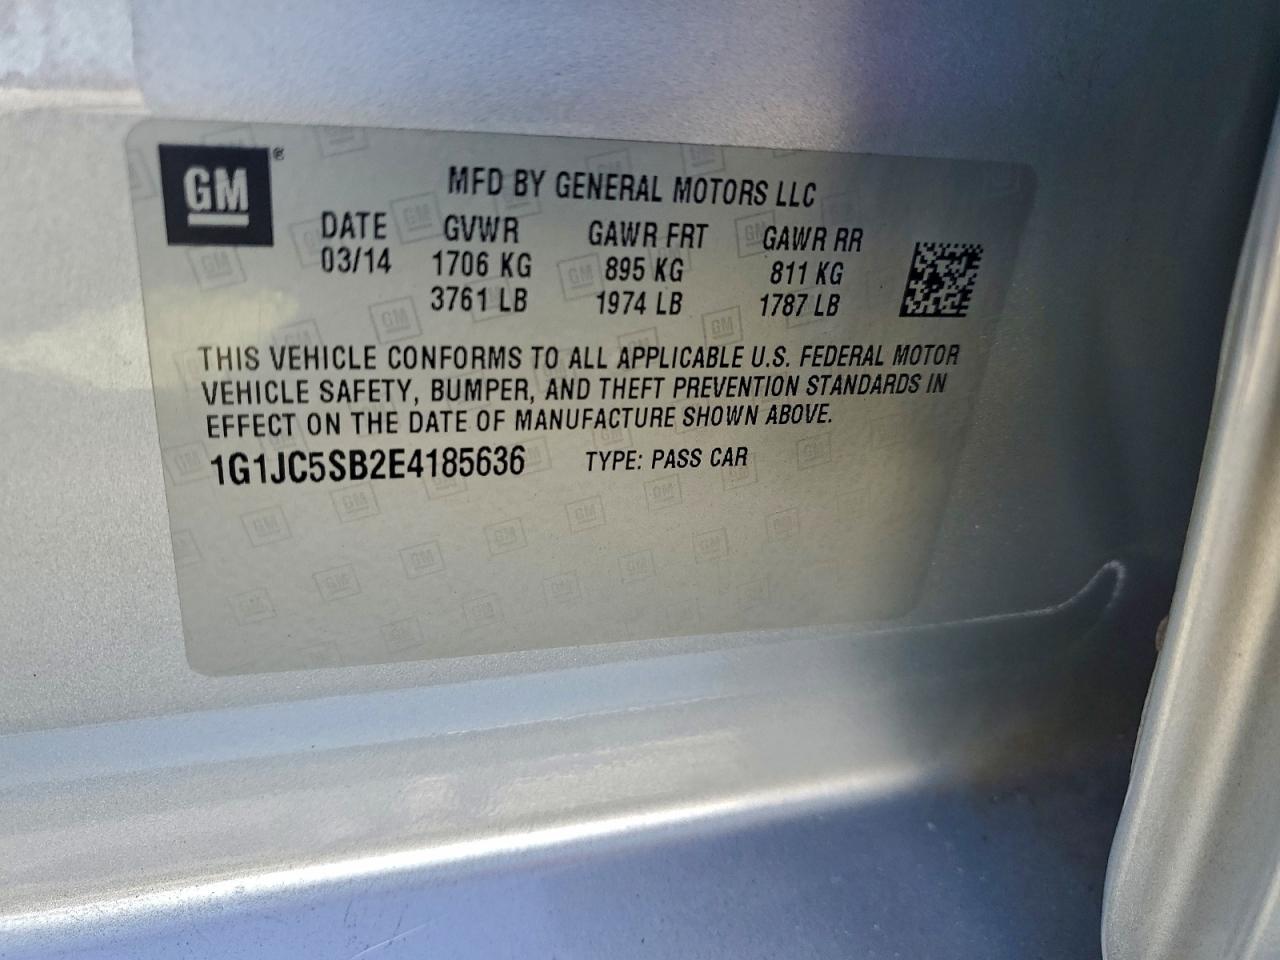 GM®
MFD BY GENERAL MOTORS LLC
DATE GVWR GAWR FRT GAWR RR
03/14 1706 KG 895 KG 811 KG
3761 LB 1974 LB 1787 LB
THIS VEHICLE CONFORMS TO ALL APPLICABLE U.S. FEDERAL MOTOR
VEHICLE SAFETY, BUMPER, AND THEFT PREVENTION STANDARDS IN
EFFECT ON THE DATE OF MANUFACTURE SHOWN ABOVE.
1G1JC5SB2E4185636 TYPE: PASS CAR